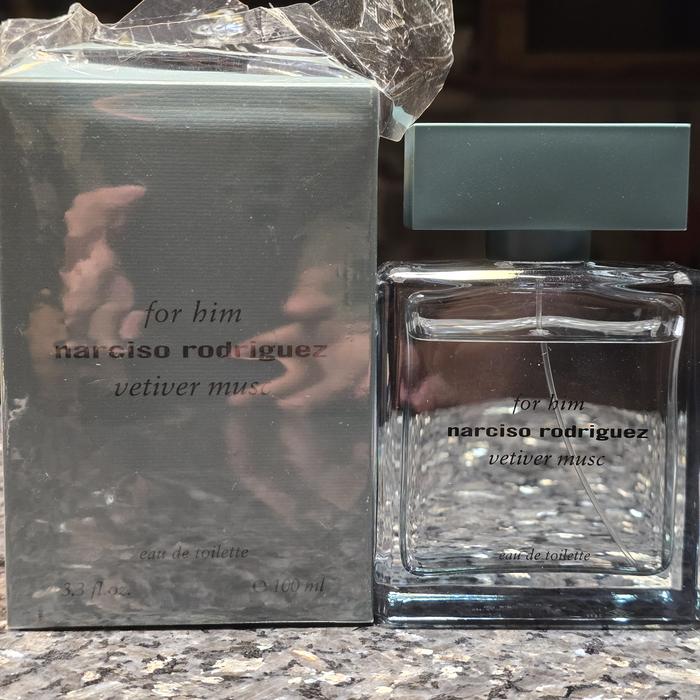 for him
narciso rodriguez
vetiver musc
eau de toilette
3.3 fl.oz. ℮ 100 ml
for him
narciso rodriguez
vetiver musc
eau de toilette